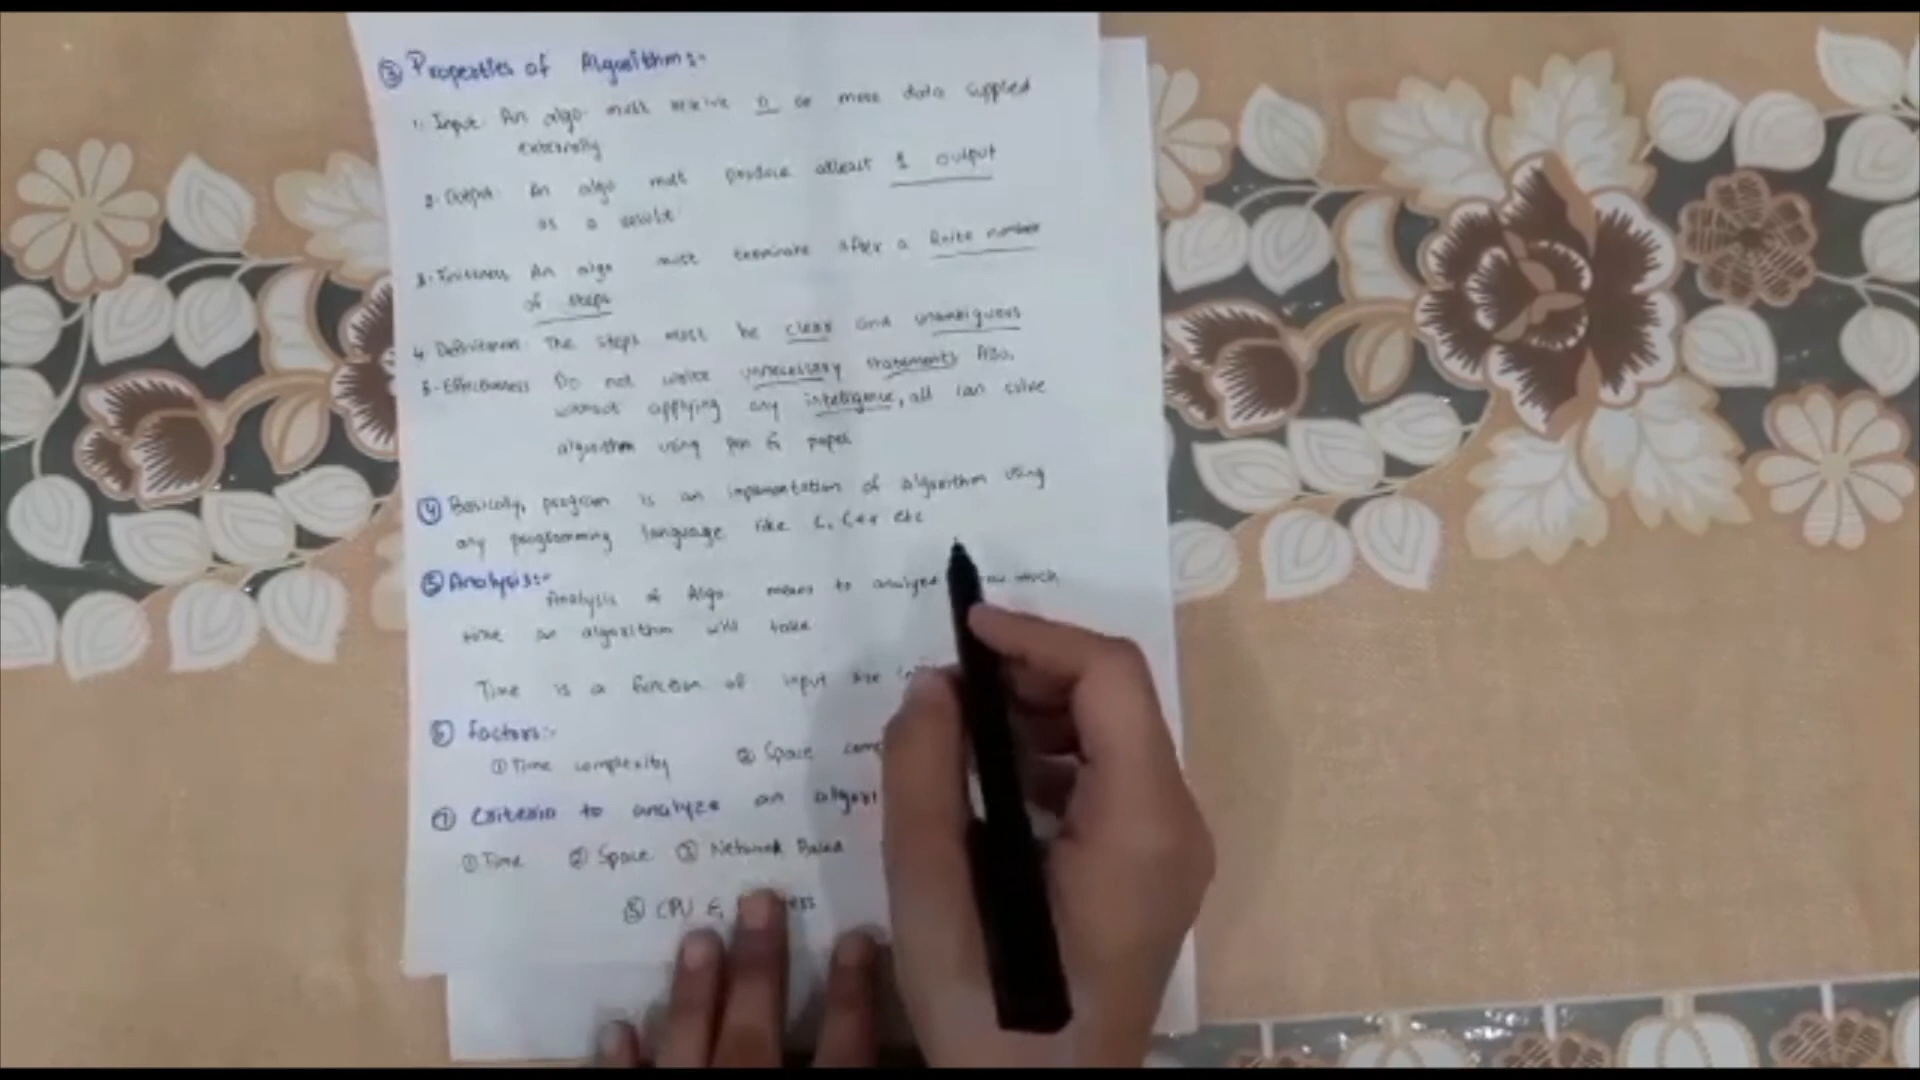 ③ Properties of Algorithms:-
1. Input: An algo must receive 0 or more data supplied
externally
2. Output: An algo must produce atleast 1 output
as a result
3. Finiteness An algo must terminate after a finite number
of steps
4. The steps must be clear and unambiguous
5. Effectiveness Do not write unnecessary statements Also,
without applying any intelligence, all can solve
algorithm using pen & paper
④ Basically, program is an of algorithm using
any programming language like C, C++ etc
⑤ Analysis:-
Analysis of Algo means to analyze how much
time an algorithm will take
Time is a function of input size
⑥ Factors:-
① Time complexity ② Space
⑦ Criteria to analyze an
① Time ② Space ③ Network
⑤ CPU &